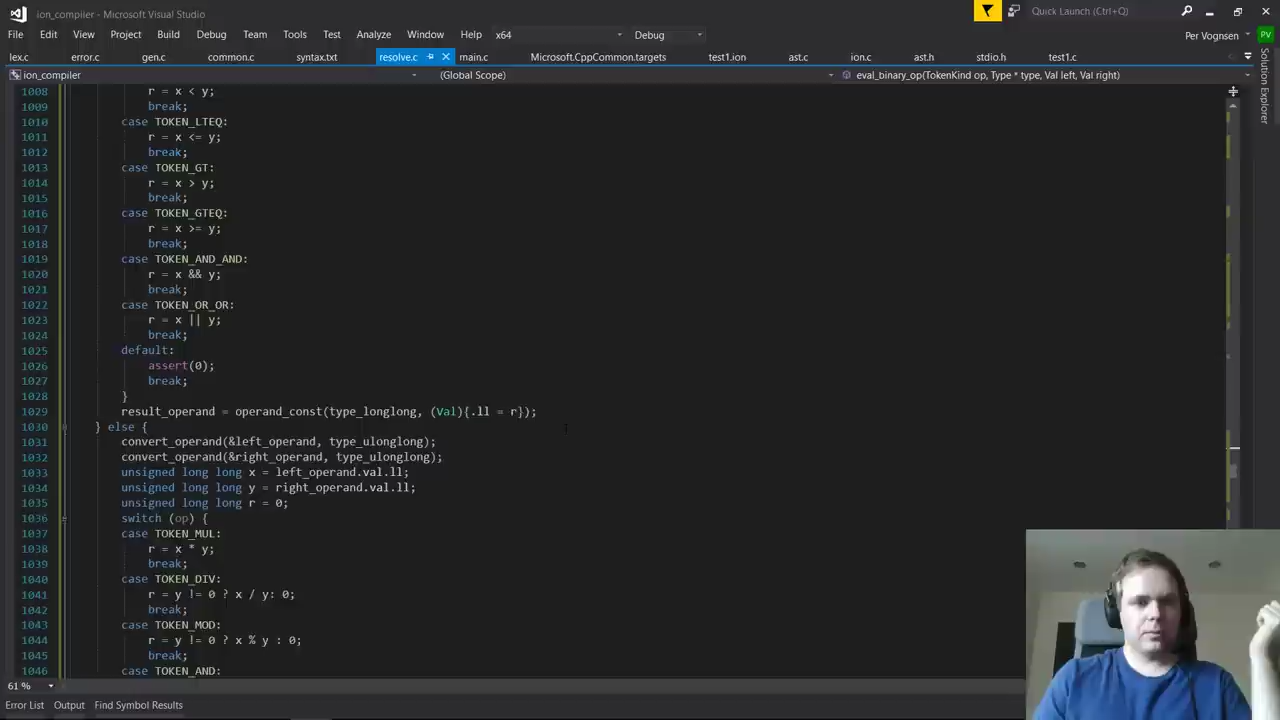 ion_compiler - Microsoft Visual Studio
Quick Launch (Ctrl+Q)
File Edit View Project Build Debug Team Tools Test Analyze Window Help x64 Debug
Per Vognsen PV
lex.c error.c gen.c common.c syntax.txt resolve.c main.c Microsoft.CppCommon.targets test1.ion ast.c ion.c ast.h stdio.h test1.c
Solution Explorer
ion_compiler (Global Scope) eval_binary_op(TokenKind op, Type * type, Val left, Val right)
1008 r = x < y;
1009 break;
1010 case TOKEN_LTEQ:
1011 r = x <= y;
1012 break;
1013 case TOKEN_GT:
1014 r = x > y;
1015 break;
1016 case TOKEN_GTEQ:
1017 r = x >= y;
1018 break;
1019 case TOKEN_AND_AND:
1020 r = x && y;
1021 break;
1022 case TOKEN_OR_OR:
1023 r = x || y;
1024 break;
1025 default:
1026 assert(0);
1027 break;
1028 }
1029 result_operand = operand_const(type_longlong, (Val){.ll = r});
1030 } else {
1031 convert_operand(&left_operand, type_ulonglong);
1032 convert_operand(&right_operand, type_ulonglong);
1033 unsigned long long x = left_operand.val.ll;
1034 unsigned long long y = right_operand.val.ll;
1035 unsigned long long r = 0;
1036 switch (op) {
1037 case TOKEN_MUL:
1038 r = x * y;
1039 break;
1040 case TOKEN_DIV:
1041 r = y != 0 ? x / y: 0;
1042 break;
1043 case TOKEN_MOD:
1044 r = y != 0 ? x % y : 0;
1045 break;
1046 case TOKEN_AND:
61 %
Error List Output Find Symbol Results